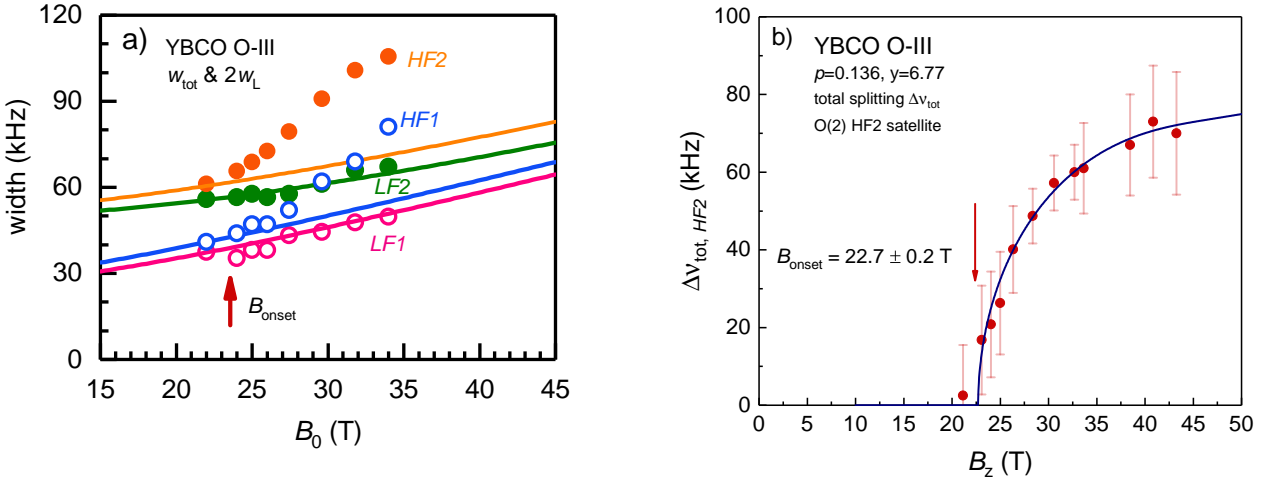 a)
YBCO O-III
w_tot & 2w_L
HF2
HF1
LF2
LF1
B_onset
width (kHz)
120
90
60
30
0
15 20 25 30 35 40 45
B_0 (T)
b)
YBCO O-III
p=0.136, y=6.77
total splitting Δν_tot
O(2) HF2 satellite
B_onset = 22.7 ± 0.2 T
Δν_tot, HF2 (kHz)
100
80
60
40
20
0
0 5 10 15 20 25 30 35 40 45 50
B_z (T)